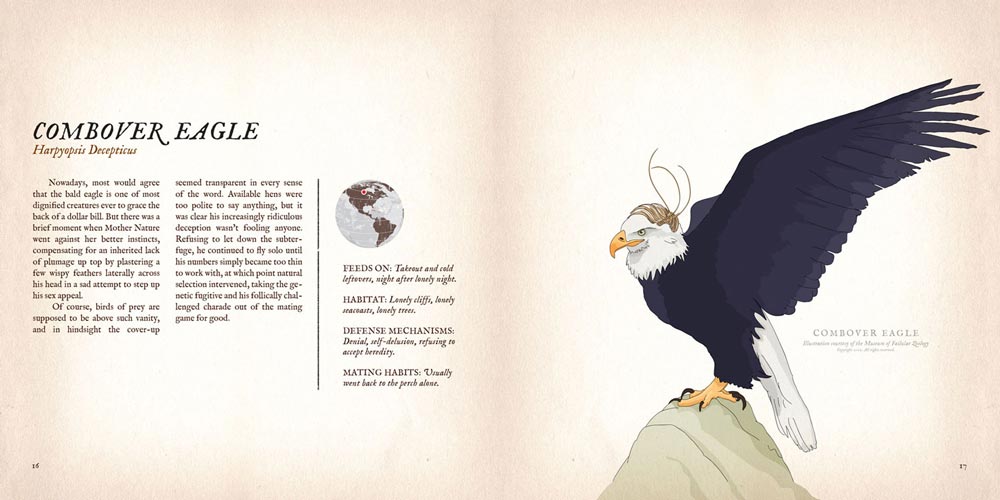 COMBOVER EAGLE
Harpyopsis Decepticus
Nowadays, most would agree
that the bald eagle is one of most
dignified creatures ever to grace the
back of a dollar bill. But there was a
brief moment when Mother Nature
went against her better instincts,
compensating for an inherited lack
of plumage up top by plastering a
few wispy feathers laterally across
his head in a sad attempt to step up
his sex appeal.
Of course, birds of prey are
supposed to be above such vanity,
and in hindsight the cover-up
seemed transparent in every sense
of the word. Available hens were
too polite to say anything, but it
was clear his increasingly ridiculous
deception wasn't fooling anyone.
Refusing to let down the subter-
fuge, he continued to fly solo until
his numbers simply became too thin
to work with, at which point natural
selection intervened, taking the ge-
netic fugitive and his follically chal-
lenged charade out of the mating
game for good.
FEEDS ON: Takeout and cold
leftovers, night after lonely night.
HABITAT: Lonely cliffs, lonely
seacoasts, lonely trees.
DEFENSE MECHANISMS:
Denial, self-delusion, refusing to
accept heredity.
MATING HABITS: Usually
went back to the perch alone.
16
COMBOVER EAGLE
Illustration courtesy of the Museum of Failular Zoology
All rights reserved.
17